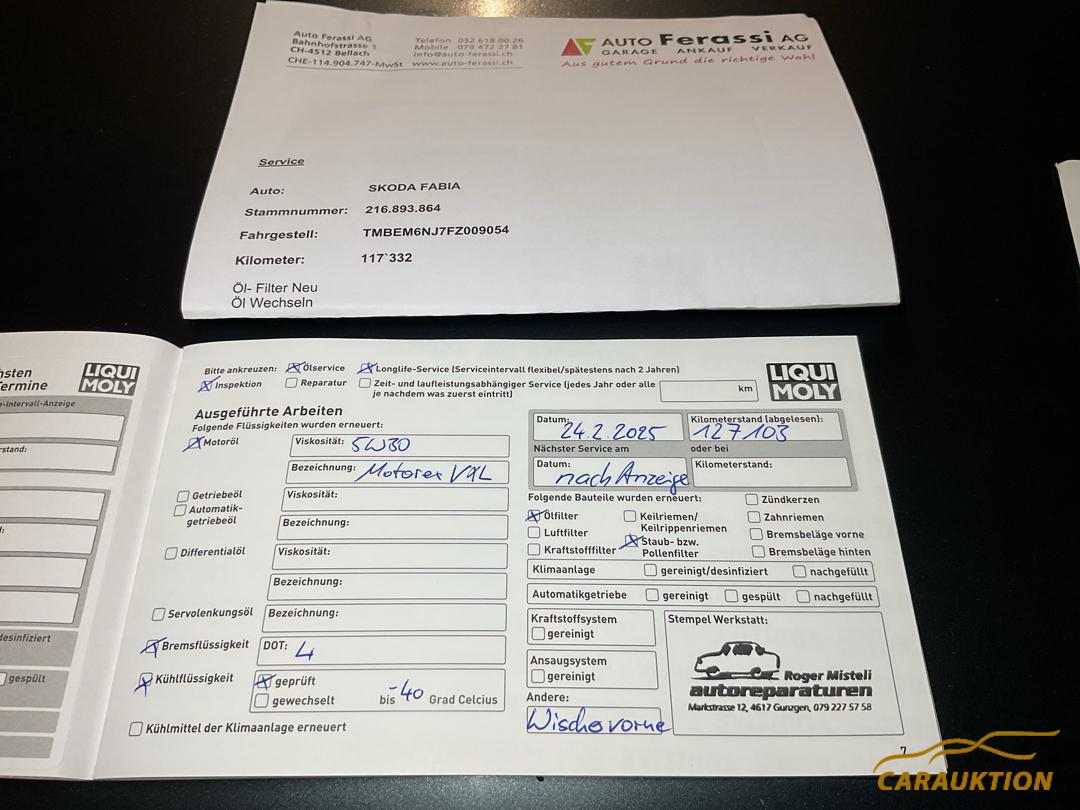 Auto Ferassi AG
Bahnhofstrasse 1
CH-4512 Bellach
CHE-114.904.747-MwSt
Telefon 032 618 00 26
Mobile 079 472 27 81
info@auto-ferassi.ch
www.auto-ferassi.ch
AUTO Ferassi AG
GARAGE ANKAUF VERKAUF
Aus gutem Grund die richtige Wahl
Service
Auto: SKODA FABIA
Stammnummer: 216.893.864
Fahrgestell: TMBEM6NJ7FZ009054
Kilometer: 117`332
Öl- Filter Neu
Öl Wechseln
Termine
LIQUI
MOLY
e-Intervall-Anzeige
stand:
desinfiziert
gespült
Bitte ankreuzen: Ölservice Longlife-Service (Serviceintervall flexibel/spätestens nach 2 Jahren)
Inspektion Reparatur Zeit- und laufleistungsabhängiger Service (jedes Jahr oder alle km
je nachdem was zuerst eintritt)
LIQUI
MOLY
Ausgeführte Arbeiten
Folgende Flüssigkeiten wurden erneuert:
Motoröl Viskosität: 5W30
Bezeichnung: Motorex VXL
Getriebeöl Viskosität:
Automatik-
getriebeöl
Bezeichnung:
Differentialöl Viskosität:
Bezeichnung:
Servolenkungsöl Bezeichnung:
Bremsflüssigkeit DOT: 4
Kühlflüssigkeit geprüft
gewechselt bis -40 Grad Celcius
Kühlmittel der Klimaanlage erneuert
Datum: 24.2.2025
Kilometerstand (abgelesen): 127103
Nächster Service am oder bei
Datum: nach Anzeige
Kilometerstand:
Folgende Bauteile wurden erneuert: Zündkerzen
Ölfilter Keilriemen/
Keilrippenriemen
Zahnriemen
Luftfilter Staub- bzw.
Pollenfilter
Bremsbeläge vorne
Kraftstofffilter Bremsbeläge hinten
Klimaanlage gereinigt/desinfiziert nachgefüllt
Automatikgetriebe gereinigt gespült nachgefüllt
Kraftstoffsystem
gereinigt
Ansaugsystem
gereinigt
Andere:
Wischer vorne
Stempel Werkstatt:
Roger Misteli
autoreparaturen
Markstrasse 12, 4617 Gunzgen, 079 227 57 58
7
CARAUKTION